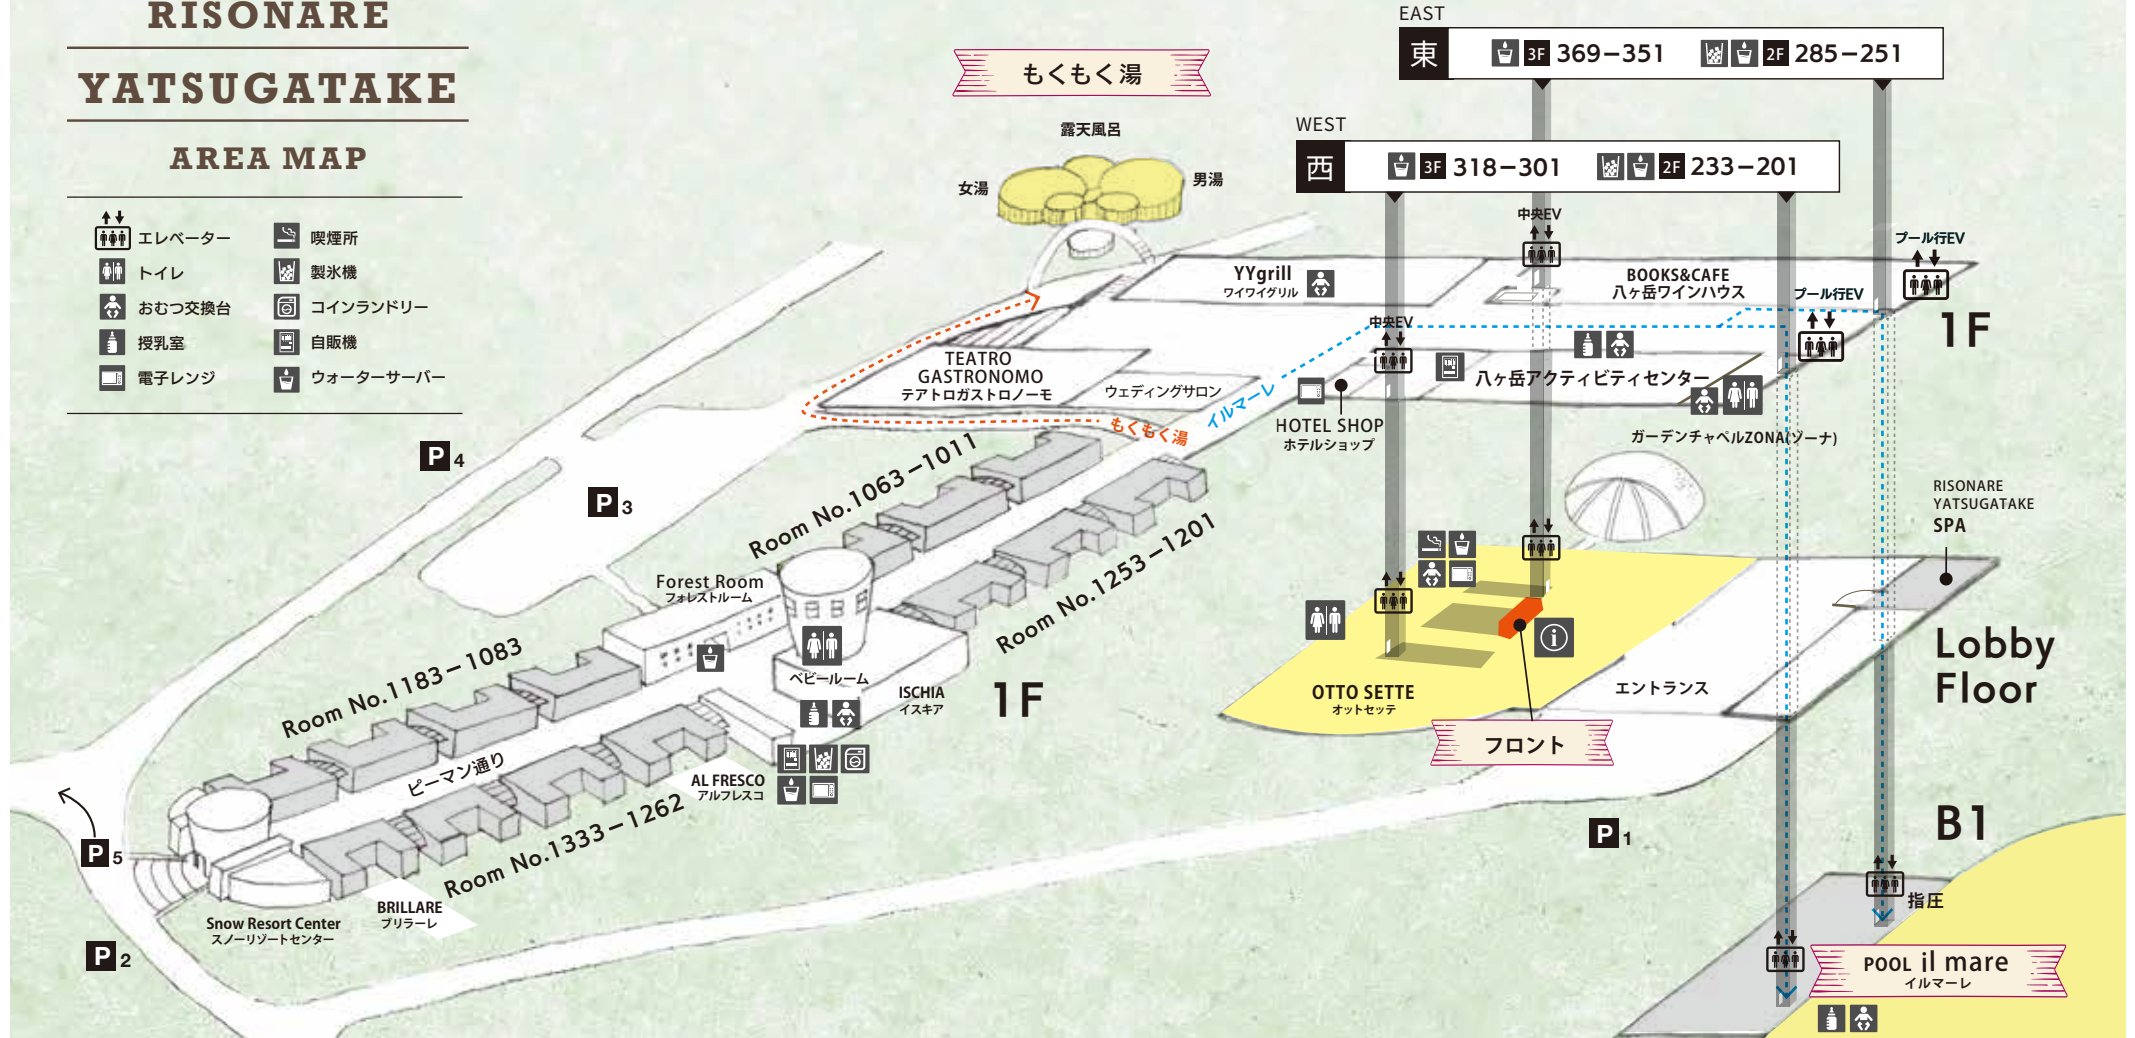 RISONARE
YATSUGATAKE
AREA MAP
エレベーター
喫煙所
トイレ
製氷機
おむつ交換台
コインランドリー
授乳室
自販機
電子レンジ
ウォーターサーバー
もくもく湯
露天風呂
女湯
男湯
EAST
東
3F 369−351
2F 285−251
WEST
西
3F 318−301
2F 233−201
中央EV
プール行EV
YYgrill
ワイワイグリル
BOOKS&CAFE
八ヶ岳ワインハウス
プール行EV
1F
中央EV
TEATRO
GASTRONOMO
テアトロガストロノーモ
ウェディングサロン
イルマーレ
もくもく湯
八ヶ岳アクティビティセンター
HOTEL SHOP
ホテルショップ
ガーデンチャペルZONA(ゾーナ)
P4
P3
Room No.1063−1011
Room No.1253−1201
Forest Room
フォレストルーム
Room No.1183−1083
ベビールーム
ISCHIA
イスキア
1F
ピーマン通り
AL FRESCO
アルフレスコ
Room No.1333−1262
P5
BRILLARE
ブリラーレ
Snow Resort Center
スノーリゾートセンター
P2
RISONARE
YATSUGATAKE
SPA
Lobby
Floor
OTTO SETTE
オットセッテ
i
エントランス
フロント
P1
B1
指圧
POOL il mare
イルマーレ